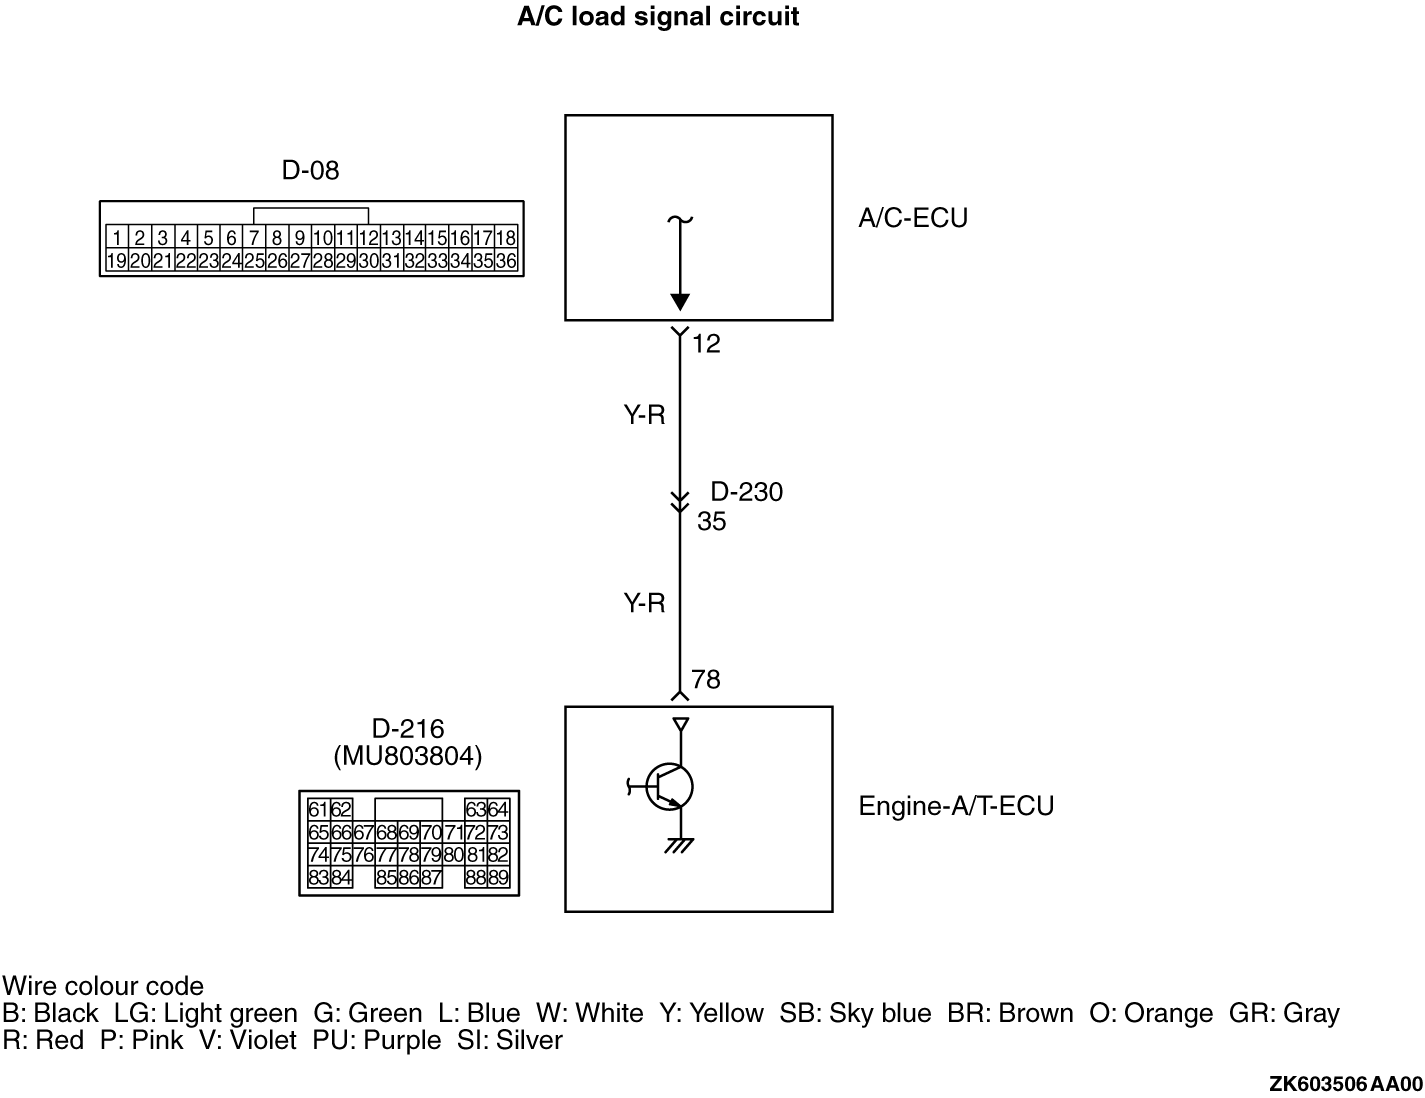 A/C load signal circuit
D-08
1 2 3 4 5 6 7 8 9 10 11 12 13 14 15 16 17 18
19 20 21 22 23 24 25 26 27 28 29 30 31 32 33 34 35 36
A/C-ECU
12
Y-R
D-230
35
Y-R
78
D-216
(MU803804)
61 62 63 64
65 66 67 68 69 70 71 72 73
74 75 76 77 78 79 80 81 82
83 84 85 86 87 88 89
Engine-A/T-ECU
Wire colour code
B: Black LG: Light green G: Green L: Blue W: White Y: Yellow SB: Sky blue BR: Brown O: Orange GR: Gray
R: Red P: Pink V: Violet PU: Purple SI: Silver
ZK603506AA00